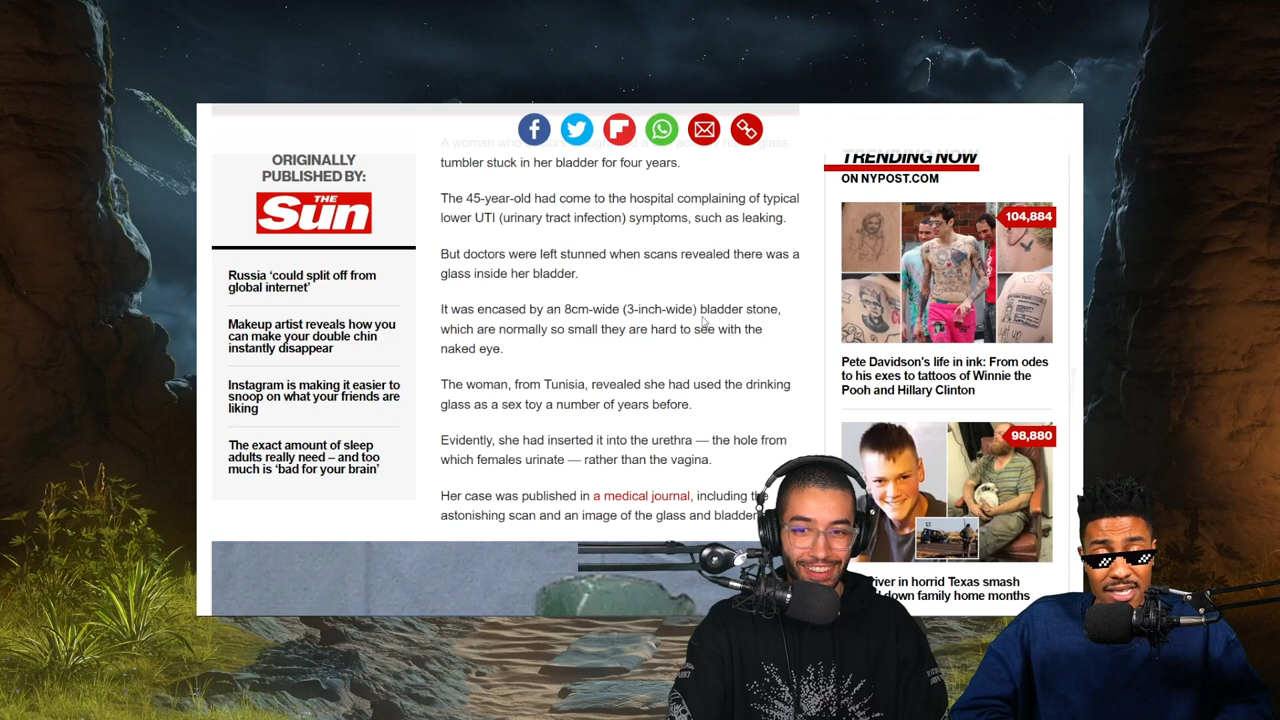 ORIGINALLY
PUBLISHED BY:
THE
Sun
Russia ‘could split off from
global internet’
Makeup artist reveals how you
can make your double chin
instantly disappear
Instagram is making it easier to
snoop on what your friends are
liking
The exact amount of sleep
adults really need – and too
much is ‘bad for your brain’
A woman who glass
tumbler stuck in her bladder for four years.
The 45-year-old had come to the hospital complaining of typical
lower UTI (urinary tract infection) symptoms, such as leaking.
But doctors were left stunned when scans revealed there was a
glass inside her bladder.
It was encased by an 8cm-wide (3-inch-wide) bladder stone,
which are normally so small they are hard to see with the
naked eye.
The woman, from Tunisia, revealed she had used the drinking
glass as a sex toy a number of years before.
Evidently, she had inserted it into the urethra — the hole from
which females urinate — rather than the vagina.
Her case was published in a medical journal, including the
astonishing scan and an image of the glass and bladder
TRENDING NOW
ON NYPOST.COM
104,884
Pete Davidson's life in ink: From odes
to his exes to tattoos of Winnie the
Pooh and Hillary Clinton
98,880
in horrid Texas smash
down family home months